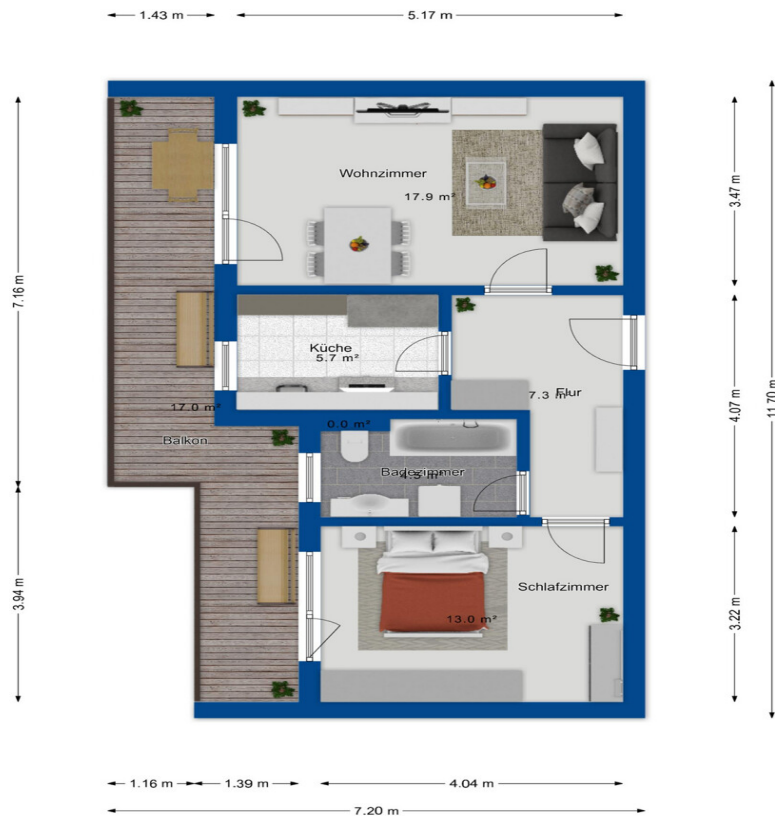 1.43 m
5.17 m
Wohnzimmer
17.9 m²
3.47 m
7.16 m
11.70 m
Küche
5.7 m²
Flur
7.3 m²
4.07 m
17.0 m²
Balkon
0.0 m²
Badezimmer
4.5 m²
3.94 m
Schlafzimmer
13.0 m²
3.22 m
1.16 m
1.39 m
4.04 m
7.20 m